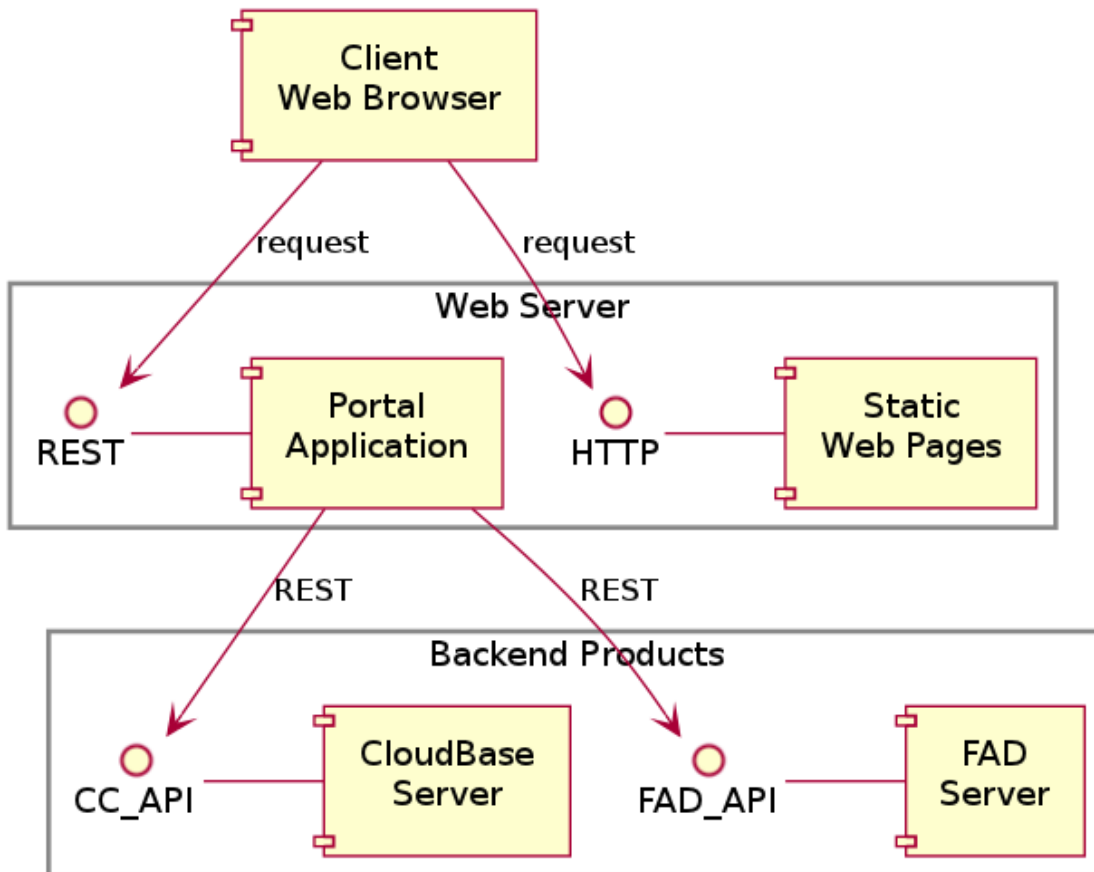 Client
Web Browser
request
request
Web Server
REST
Portal
Application
HTTP
Static
Web Pages
REST
REST
Backend Products
CC_API
CloudBase
Server
FAD_API
FAD
Server